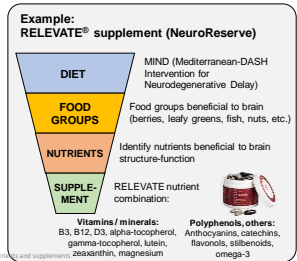 Example:
RELEVATE® supplement (NeuroReserve)
DIET
MIND (Mediterranean-DASH
Intervention for
Neurodegenerative Delay)
FOOD
GROUPS
Food groups beneficial to brain
(berries, leafy greens, fish, nuts, etc.)
NUTRIENTS
Identify nutrients beneficial to brain
structure-function
SUPPLE-
MENT
RELEVATE nutrient
combination:
Vitamins / minerals:
B3, B12, D3, alpha-tocopherol,
gamma-tocopherol, lutein,
zeaxanthin, magnesium
Polyphenols, others:
Anthocyanins, catechins,
flavonols, stilbenoids,
omega-3
and supplements